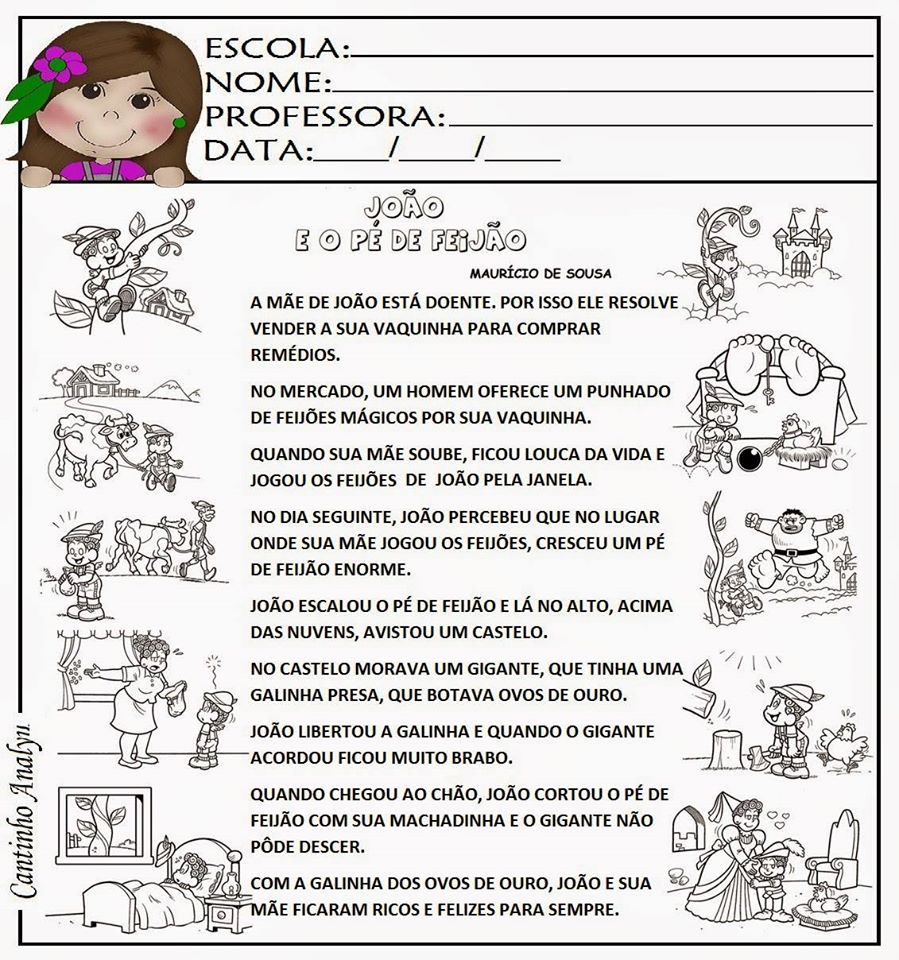 ESCOLA:
NOME:
PROFESSORA:
DATA:_____/_____/_____
JOÃO
E O PÉ DE FEIJÃO
MAURÍCIO DE SOUSA
A MÃE DE JOÃO ESTÁ DOENTE. POR ISSO ELE RESOLVE
VENDER A SUA VAQUINHA PARA COMPRAR
REMÉDIOS.
NO MERCADO, UM HOMEM OFERECE UM PUNHADO
DE FEIJÕES MÁGICOS POR SUA VAQUINHA.
QUANDO SUA MÃE SOUBE, FICOU LOUCA DA VIDA E
JOGOU OS FEIJÕES DE JOÃO PELA JANELA.
NO DIA SEGUINTE, JOÃO PERCEBEU QUE NO LUGAR
ONDE SUA MÃE JOGOU OS FEIJÕES, CRESCEU UM PÉ
DE FEIJÃO ENORME.
JOÃO ESCALOU O PÉ DE FEIJÃO E LÁ NO ALTO, ACIMA
DAS NUVENS, AVISTOU UM CASTELO.
NO CASTELO MORAVA UM GIGANTE, QUE TINHA UMA
GALINHA PRESA, QUE BOTAVA OVOS DE OURO.
JOÃO LIBERTOU A GALINHA E QUANDO O GIGANTE
ACORDOU FICOU MUITO BRABO.
QUANDO CHEGOU AO CHÃO, JOÃO CORTOU O PÉ DE
FEIJÃO COM SUA MACHADINHA E O GIGANTE NÃO
PÔDE DESCER.
COM A GALINHA DOS OVOS DE OURO, JOÃO E SUA
MÃE FICARAM RICOS E FELIZES PARA SEMPRE.
Cantinho Analyn